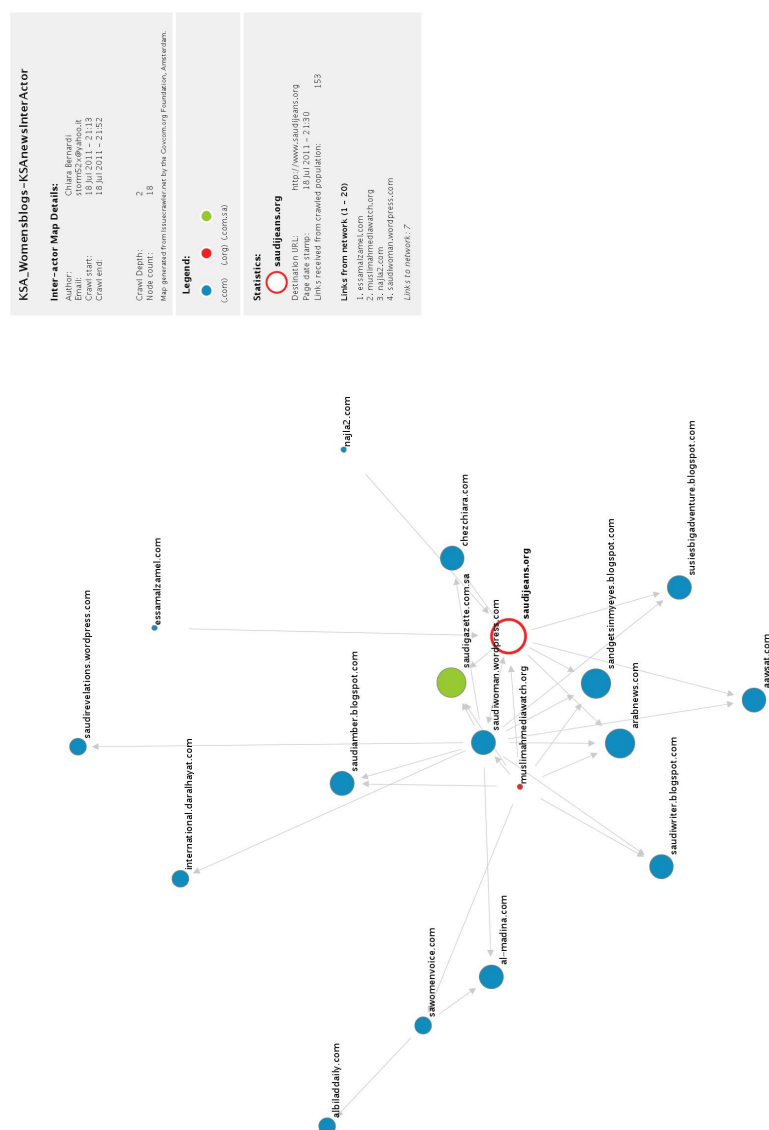 KSA_Womensblogs-KSAnewsInterActor
Inter-actor Map Details:
Author: Chiara Bernardi
Email: storm52x@yahoo.it
Crawl start: 18 Jul 2011 - 21:13
Crawl end: 18 Jul 2011 - 21:52
Crawl Depth: 2
Node count: 18
Map generated from Issuecrawler.net by the Govcom.org Foundation, Amsterdam.
Legend:
(.com) (.org) (.com.sa)
Statistics:
saudijeans.org
Destination URL: http://www.saudijeans.org
Page date stamp: 18 Jul 2011 - 21:30
Links received from crawled population: 153
Links from network (1 - 20)
1. essamalzamel.com
2. muslimahmediawatch.org
3. najla2.com
4. saudiwoman.wordpress.com
Links to network: 7
najla2.com
essamalzamel.com
saudirevelations.wordpress.com
chezchiara.com
susiesbigadventure.blogspot.com
saudijeans.org
sandgetsinmyeyes.blogspot.com
saudigazette.com.sa
saudiwoman.wordpress.com
aawsat.com
saudiamber.blogspot.com
arabnews.com
muslimahmediawatch.org
international.daralhayat.com
saudiwriter.blogspot.com
al-madina.com
sawomenvoice.com
albiladdaily.com